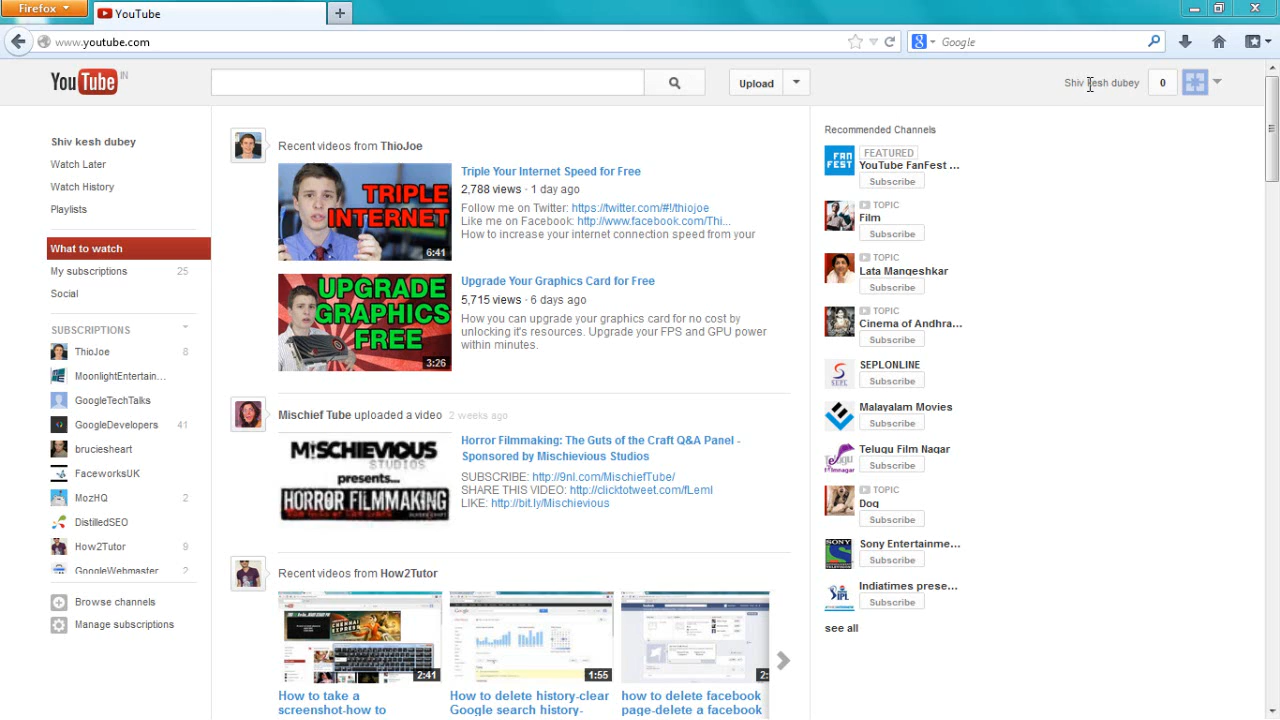 Firefox
YouTube
www.youtube.com
Google
YouTube IN
Upload
Shiv kesh dubey
0
Shiv kesh dubey
Watch Later
Watch History
Playlists
What to watch
My subscriptions 25
Social
SUBSCRIPTIONS
ThioJoe 8
MoonlightEntertain...
GoogleTechTalks
GoogleDevelopers 41
bruciesheart
FaceworksUK
MozHQ 2
DistilledSEO
How2Tutor 9
GoogleWebmaster 2
Browse channels
Manage subscriptions
Recent videos from ThioJoe
TRIPLE
INTERNET
6:41
Triple Your Internet Speed for Free
2,788 views · 1 day ago
Follow me on Twitter: https://twitter.com/#!/thiojoe
Like me on Facebook: http://www.facebook.com/Thi...
How to increase your internet connection speed from your
UPGRADE
GRAPHICS
FREE
3:26
Upgrade Your Graphics Card for Free
5,715 views · 6 days ago
How you can upgrade your graphics card for no cost by
unlocking it's resources. Upgrade your FPS and GPU power
within minutes.
Mischief Tube uploaded a video 2 weeks ago
M!SCHIEVIOUS
STUDIOS
presents...
HORROR FILMMAKING
Horror Filmmaking: The Guts of the Craft Q&A Panel -
Sponsored by Mischievious Studios
SUBSCRIBE: http://9nl.com/MischiefTube/
SHARE THIS VIDEO: http://clicktotweet.com/fLemI
LIKE: http://bit.ly/Mischievious
Recent videos from How2Tutor
2:41
1:55
2:
How to take a
screenshot-how to
How to delete history-clear
Google search history-
how to delete facebook
page-delete a facebook
Recommended Channels
FAN
FEST
FEATURED
YouTube FanFest ...
Subscribe
TOPIC
Film
Subscribe
TOPIC
Lata Mangeshkar
Subscribe
TOPIC
Cinema of Andhra...
Subscribe
SEPL
SEPLONLINE
Subscribe
Malayalam Movies
Subscribe
Telugu Film Nagar
Subscribe
TOPIC
Dog
Subscribe
SONY
Sony Entertainme...
Subscribe
IPL
Indiatimes prese...
Subscribe
see all